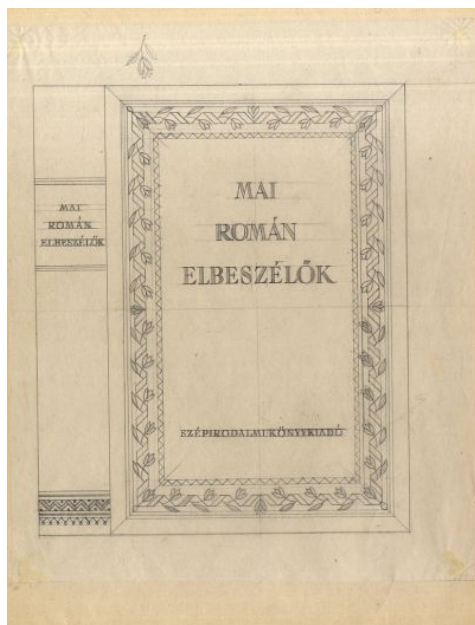 MAI
ROMÁN
ELBESZÉLŐK
MAI
ROMÁN
ELBESZÉLŐK
SZÉPIRODALMI KÖNYVKIADÓ